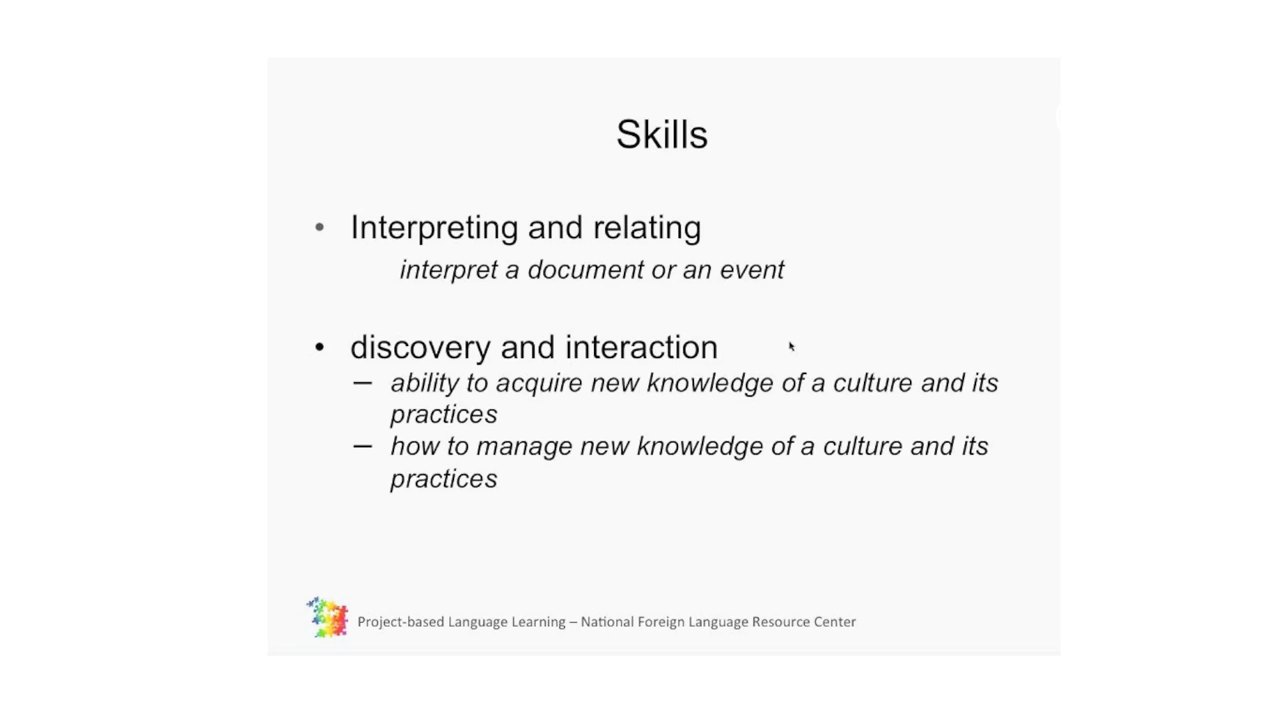 Skills
• Interpreting and relating
interpret a document or an event
• discovery and interaction
– ability to acquire new knowledge of a culture and its
practices
– how to manage new knowledge of a culture and its
practices
Project-based Language Learning – National Foreign Language Resource Center